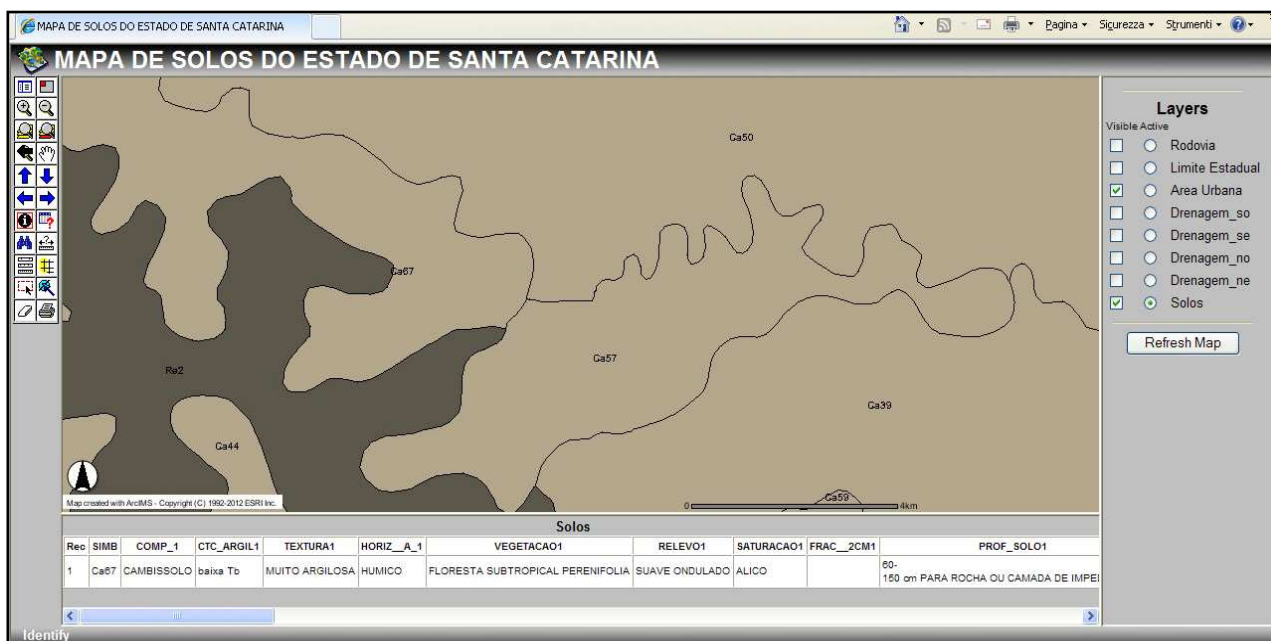 MAPA DE SOLOS DO ESTADO DE SANTA CATARINA
Pagina Sicurezza Strumenti
MAPA DE SOLOS DO ESTADO DE SANTA CATARINA
Layers
Visible Active
Rodovia
Limite Estadual
Area Urbana
Drenagem_so
Drenagem_se
Drenagem_no
Drenagem_ne
Solos
Refresh Map
Ca50
Ca67
Ca57
Re2
Ca39
Ca44
Ca59
0 4km
Map created with ArcIMS - Copyright (C) 1992-2012 ESRI Inc.
Solos
Rec SIMB COMP_1 CTC_ARGIL1 TEXTURA1 HORIZ__A_1 VEGETACAO1 RELEVO1 SATURACAO1 FRAC__2CM1 PROF_SOLO1
1 Ca67 CAMBISSOLO baixa Tb MUITO ARGILOSA HUMICO FLORESTA SUBTROPICAL PERENIFOLIA SUAVE ONDULADO ALICO 60-
150 cm PARA ROCHA OU CAMADA DE IMPE
Identify